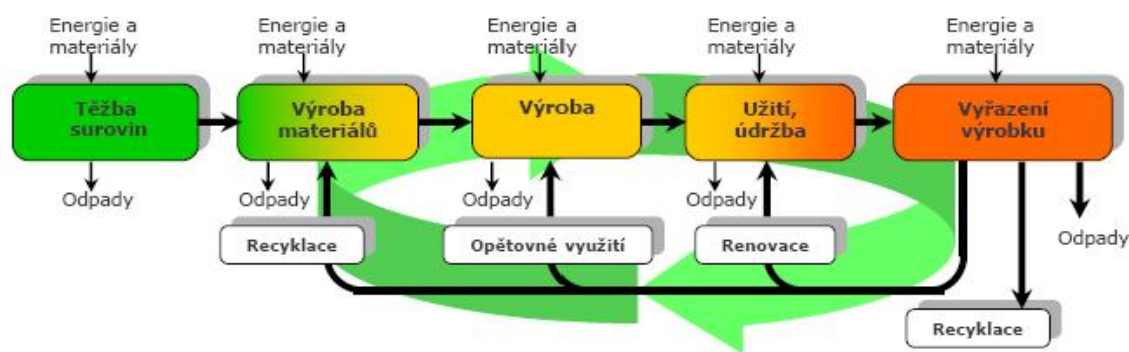 Energie a
materiály
Energie a
materiály
Energie a
materiály
Energie a
materiály
Energie a
materiály
Těžba
surovin
Výroba
materiálů
Výroba
Užití,
údržba
Vyřazení
výrobku
Odpady
Odpady
Odpady
Odpady
Odpady
Recyklace
Opětovné využití
Renovace
Recyklace